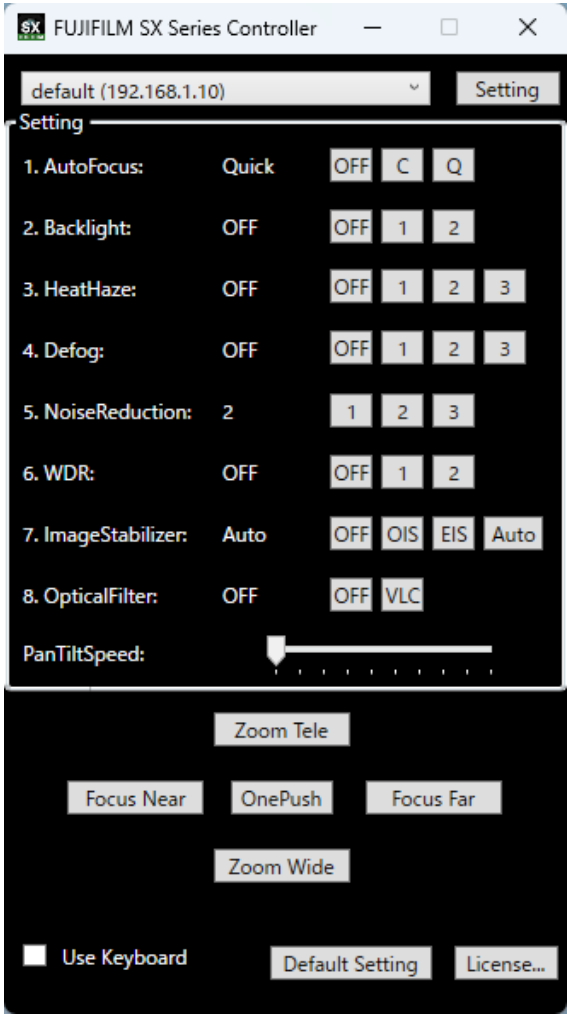 SX FUJIFILM SX Series Controller
default (192.168.1.10) Setting
Setting
1. AutoFocus: Quick OFF C Q
2. Backlight: OFF OFF 1 2
3. HeatHaze: OFF OFF 1 2 3
4. Defog: OFF OFF 1 2 3
5. NoiseReduction: 2 1 2 3
6. WDR: OFF OFF 1 2
7. ImageStabilizer: Auto OFF OIS EIS Auto
8. OpticalFilter: OFF OFF VLC
PanTiltSpeed:
Zoom Tele
Focus Near OnePush Focus Far
Zoom Wide
Use Keyboard Default Setting License...